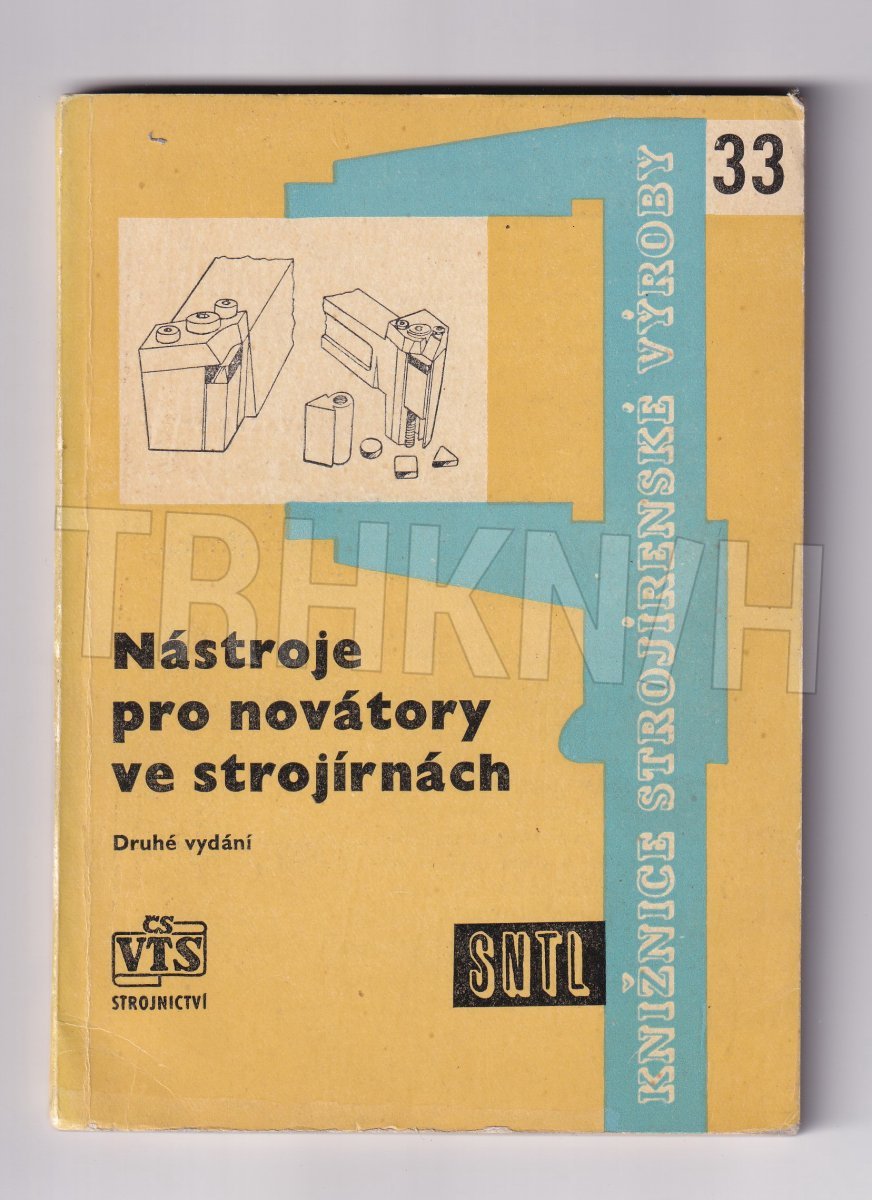 33
KNIŽNICE STROJÍRENSKÉ VÝROBY
TRHKNIH
Nástroje
pro novátory
ve strojírnách
Druhé vydání
ČS
VTS
STROJNICTVÍ
SNTL